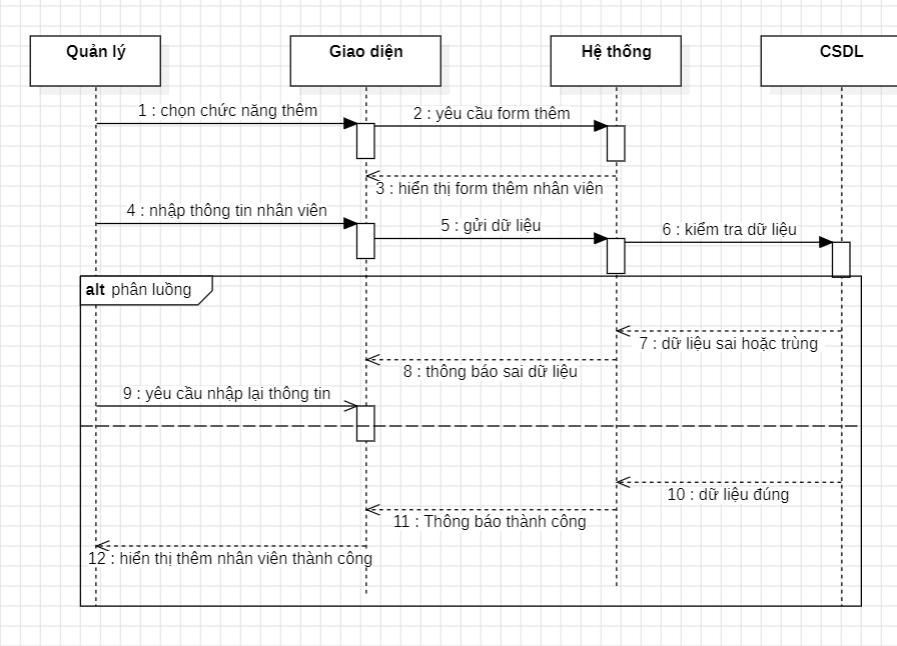 Quản lý
Giao diện
Hệ thống
CSDL
1 : chọn chức năng thêm
2 : yêu cầu form thêm
3 : hiển thị form thêm nhân viên
4 : nhập thông tin nhân viên
5 : gửi dữ liệu
6 : kiểm tra dữ liệu
alt phân luồng
7 : dữ liệu sai hoặc trùng
8 : thông báo sai dữ liệu
9 : yêu cầu nhập lại thông tin
10 : dữ liệu đúng
11 : Thông báo thành công
12 : hiển thị thêm nhân viên thành công